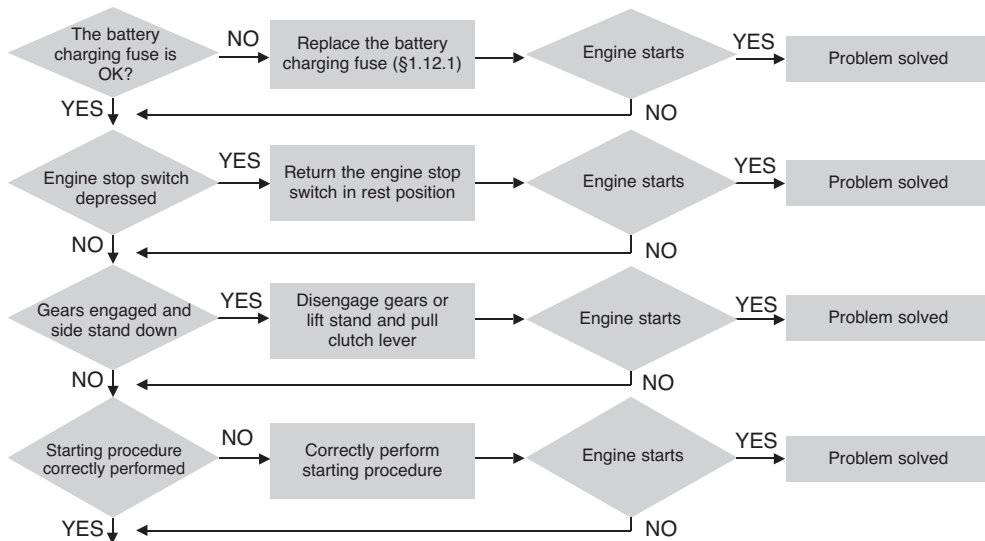 The
battery
charging fuse is
OK?
NO
Replace the battery
charging fuse (§1.12.1)
Engine starts
YES
Problem solved
YES
NO
Engine stop switch
depressed
YES
Return the engine stop
switch in rest position
Engine starts
YES
Problem solved
NO
NO
Gears engaged and
side stand down
YES
Disengage gears or
lift stand and pull
clutch lever
Engine starts
YES
Problem solved
NO
NO
Starting procedure
correctly performed
NO
Correctly perform
starting procedure
Engine starts
YES
Problem solved
YES
NO